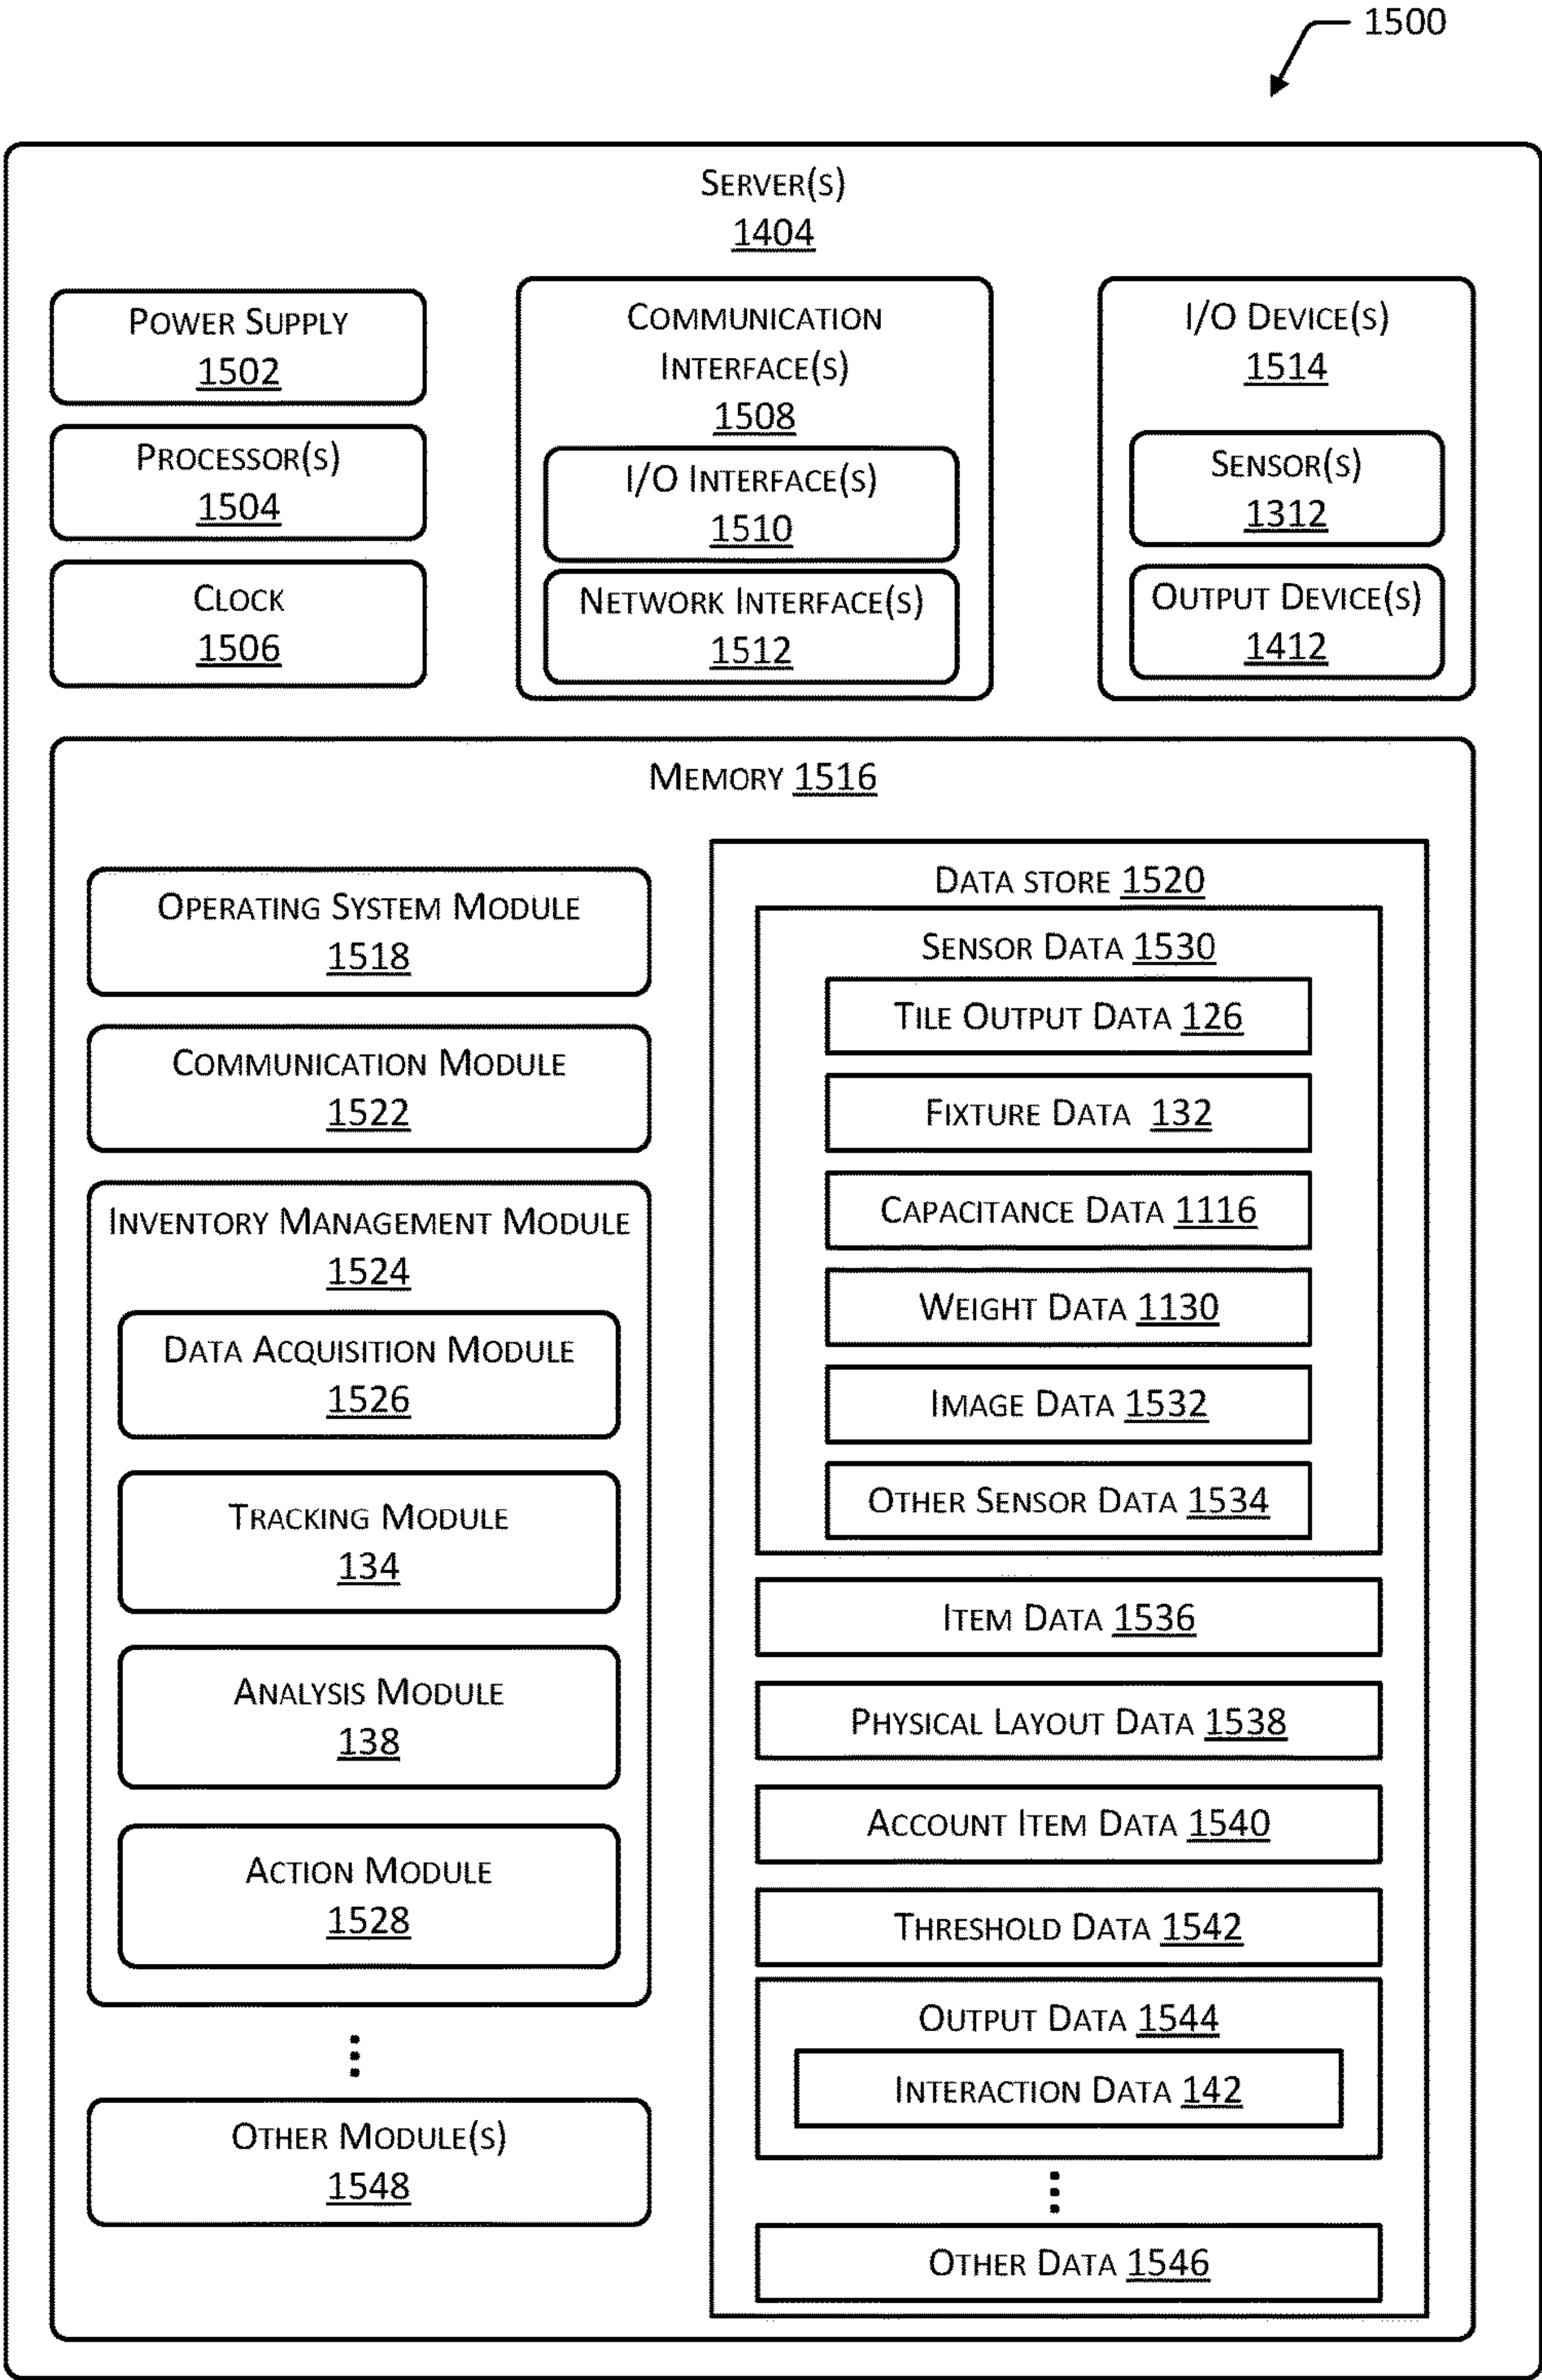 1500
SERVER(S)
1404
POWER SUPPLY
1502
PROCESSOR(S)
1504
CLOCK
1506
COMMUNICATION
INTERFACE(S)
1508
I/O INTERFACE(S)
1510
NETWORK INTERFACE(S)
1512
I/O DEVICE(S)
1514
SENSOR(S)
1312
OUTPUT DEVICE(S)
1412
MEMORY 1516
OPERATING SYSTEM MODULE
1518
COMMUNICATION MODULE
1522
INVENTORY MANAGEMENT MODULE
1524
DATA ACQUISITION MODULE
1526
TRACKING MODULE
134
ANALYSIS MODULE
138
ACTION MODULE
1528
OTHER MODULE(S)
1548
DATA STORE 1520
SENSOR DATA 1530
TILE OUTPUT DATA 126
FIXTURE DATA 132
CAPACITANCE DATA 1116
WEIGHT DATA 1130
IMAGE DATA 1532
OTHER SENSOR DATA 1534
ITEM DATA 1536
PHYSICAL LAYOUT DATA 1538
ACCOUNT ITEM DATA 1540
THRESHOLD DATA 1542
OUTPUT DATA 1544
INTERACTION DATA 142
OTHER DATA 1546